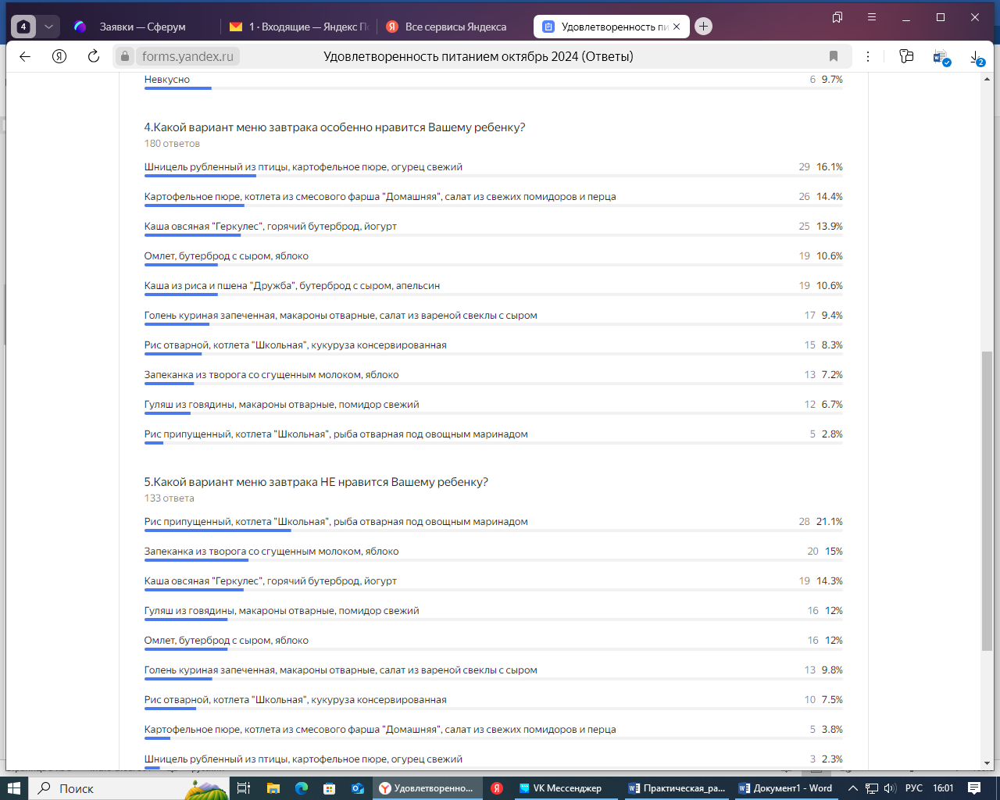 4
Заявки — Сферум
1 · Входящие — Яндекс По
Все сервисы Яндекса
Удовлетворенность пи
forms.yandex.ru
Удовлетворенность питанием октябрь 2024 (Ответы)
2
Невкусно 6 9.7%
4.Какой вариант меню завтрака особенно нравится Вашему ребенку?
180 ответов
Шницель рубленный из птицы, картофельное пюре, огурец свежий 29 16.1%
Картофельное пюре, котлета из смесового фарша "Домашняя", салат из свежих помидоров и перца 26 14.4%
Каша овсяная "Геркулес", горячий бутерброд, йогурт 25 13.9%
Омлет, бутерброд с сыром, яблоко 19 10.6%
Каша из риса и пшена "Дружба", бутерброд с сыром, апельсин 19 10.6%
Голень куриная запеченная, макароны отварные, салат из вареной свеклы с сыром 17 9.4%
Рис отварной, котлета "Школьная", кукуруза консервированная 15 8.3%
Запеканка из творога со сгущенным молоком, яблоко 13 7.2%
Гуляш из говядины, макароны отварные, помидор свежий 12 6.7%
Рис припущенный, котлета "Школьная", рыба отварная под овощным маринадом 5 2.8%
5.Какой вариант меню завтрака НЕ нравится Вашему ребенку?
133 ответа
Рис припущенный, котлета "Школьная", рыба отварная под овощным маринадом 28 21.1%
Запеканка из творога со сгущенным молоком, яблоко 20 15%
Каша овсяная "Геркулес", горячий бутерброд, йогурт 19 14.3%
Гуляш из говядины, макароны отварные, помидор свежий 16 12%
Омлет, бутерброд с сыром, яблоко 16 12%
Голень куриная запеченная, макароны отварные, салат из вареной свеклы с сыром 13 9.8%
Рис отварной, котлета "Школьная", кукуруза консервированная 10 7.5%
Картофельное пюре, котлета из смесового фарша "Домашняя", салат из свежих помидоров и перца 5 3.8%
Шницель рубленный из птицы, картофельное пюре, огурец свежий 3 2.3%
Поиск
Удовлетворенно...
VK Мессенджер
Практическая_ра...
Документ1 - Word
РУС
16:01